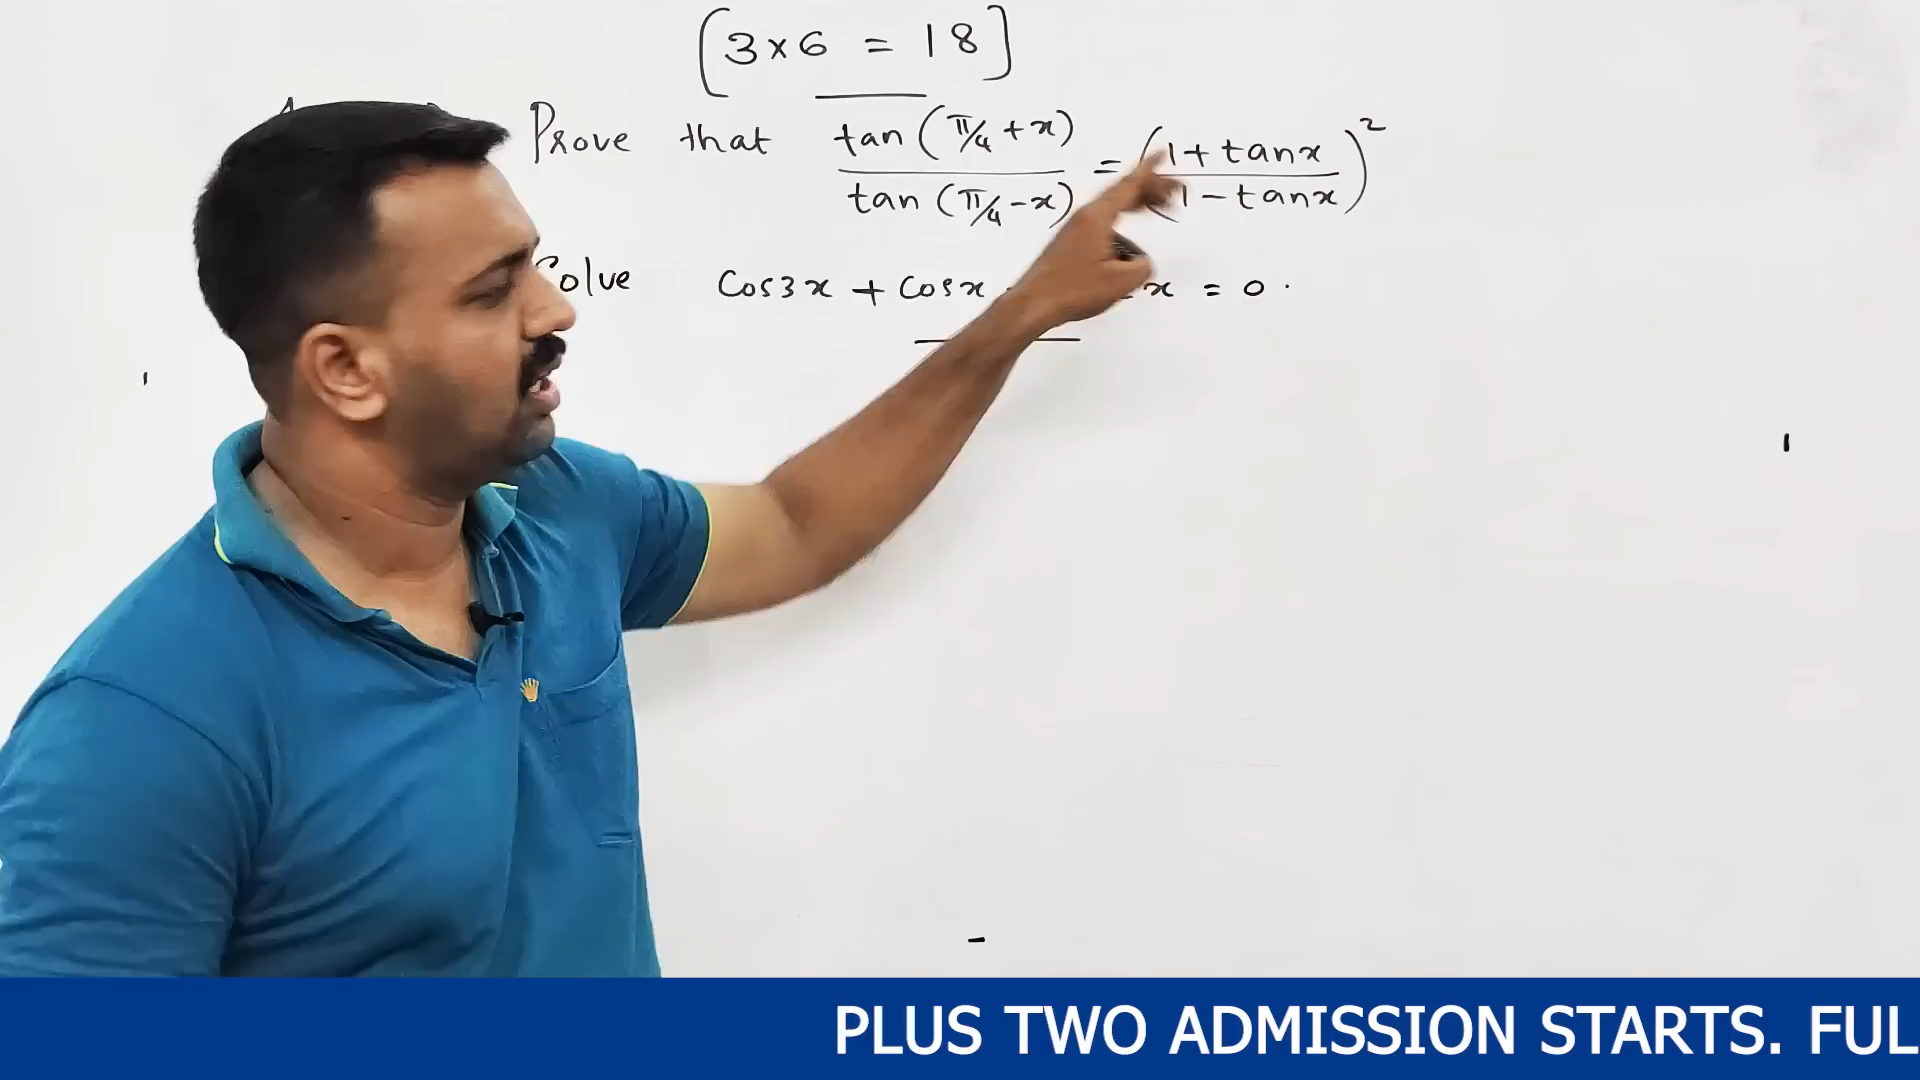 [3×6 = 18]
Prove that tan(π/4+x)/tan(π/4-x) = (1+tanx/1-tanx)²
Solve Cos3x + Cosx x = 0.
PLUS TWO ADMISSION STARTS. FUL